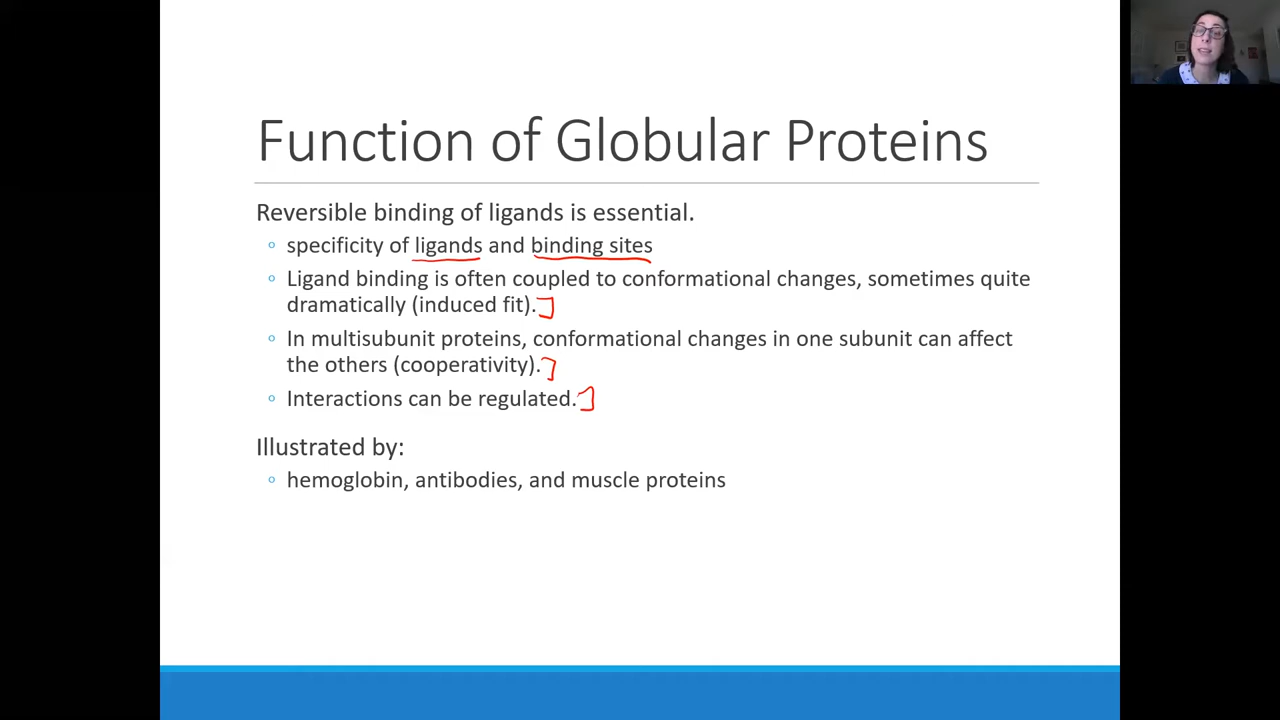 Function of Globular Proteins
Reversible binding of ligands is essential.
◦ specificity of ligands and binding sites
◦ Ligand binding is often coupled to conformational changes, sometimes quite
dramatically (induced fit).
◦ In multisubunit proteins, conformational changes in one subunit can affect
the others (cooperativity).
◦ Interactions can be regulated.
Illustrated by:
◦ hemoglobin, antibodies, and muscle proteins